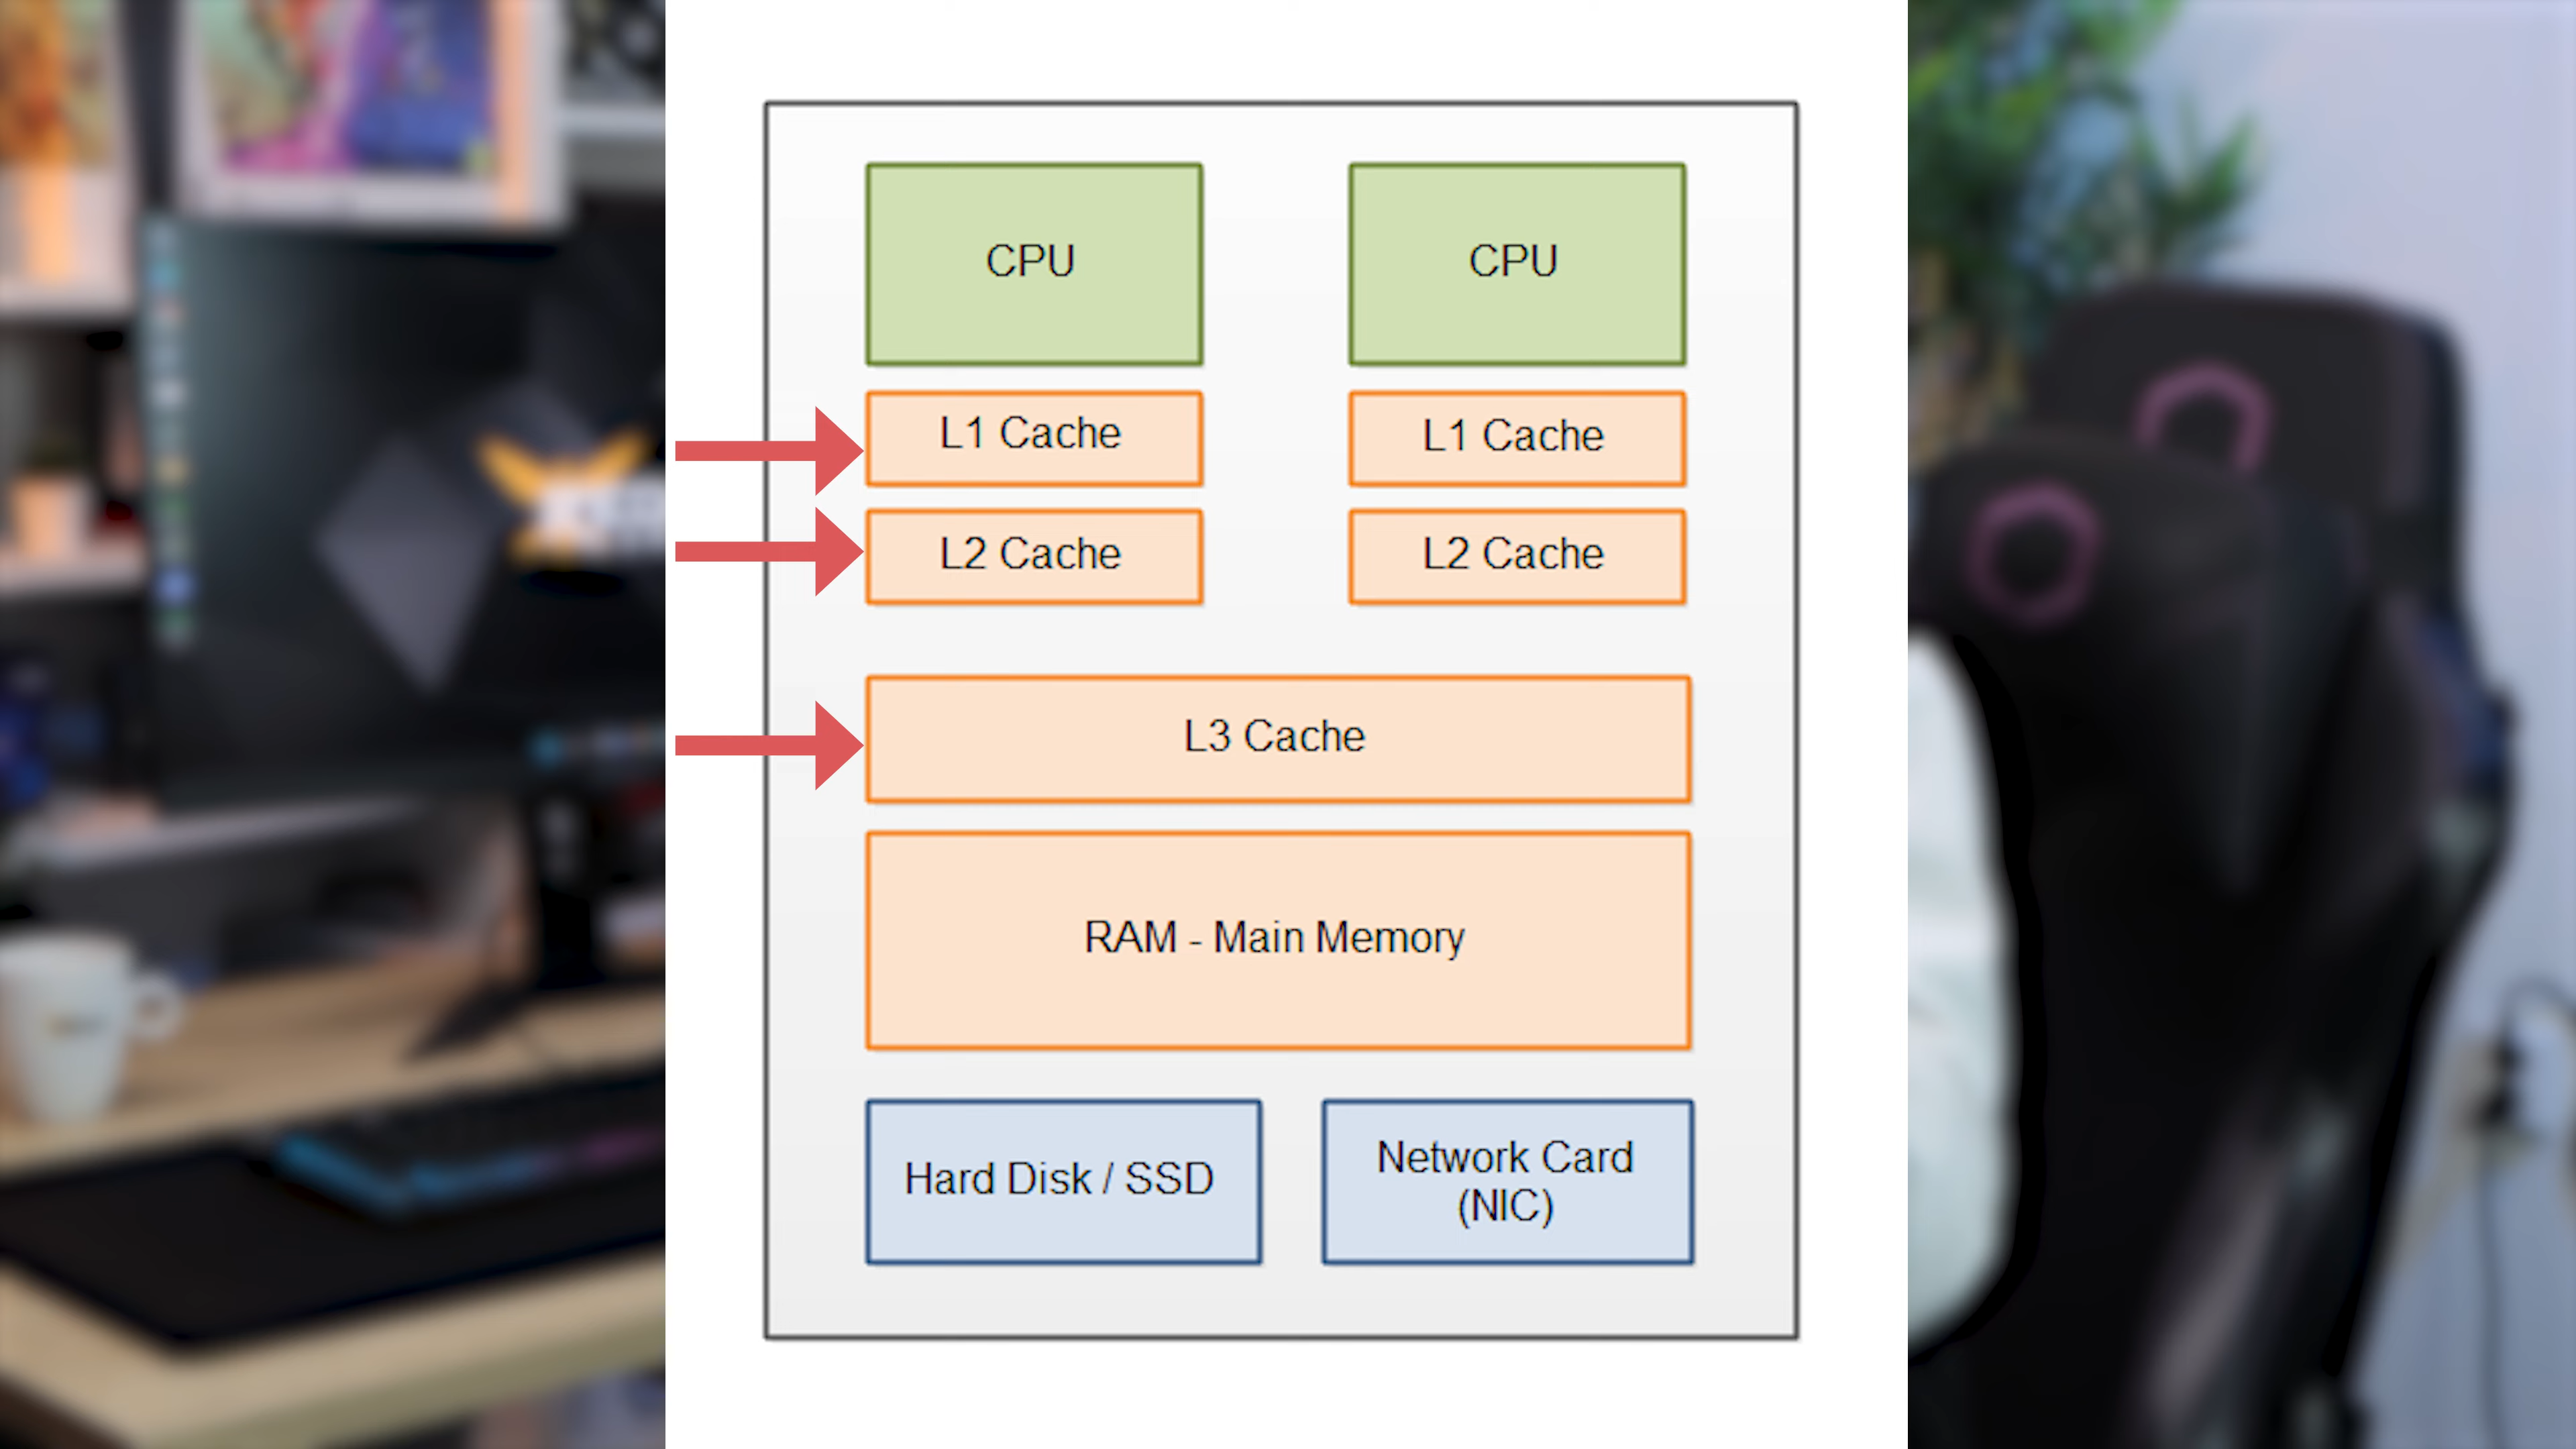 CPU
CPU
L1 Cache
L1 Cache
L2 Cache
L2 Cache
L3 Cache
RAM - Main Memory
Hard Disk / SSD
Network Card
(NIC)